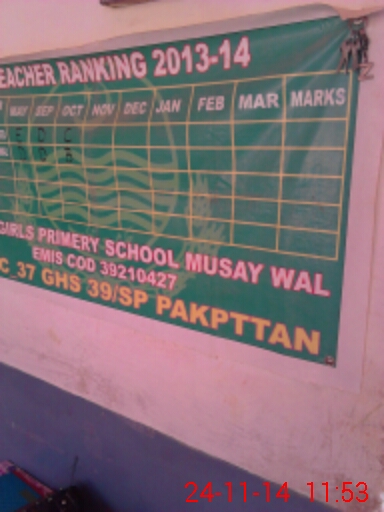 EACHER RANKING 2013-14
MAY SEP OCT NOV DEC JAN FEB MAR MARKS
E D C
GIRLS PRIMERY SCHOOL MUSAY WAL
EMIS COD 39210427
C_37 GHS 39/SP PAKPTTAN
24-11-14 11:53